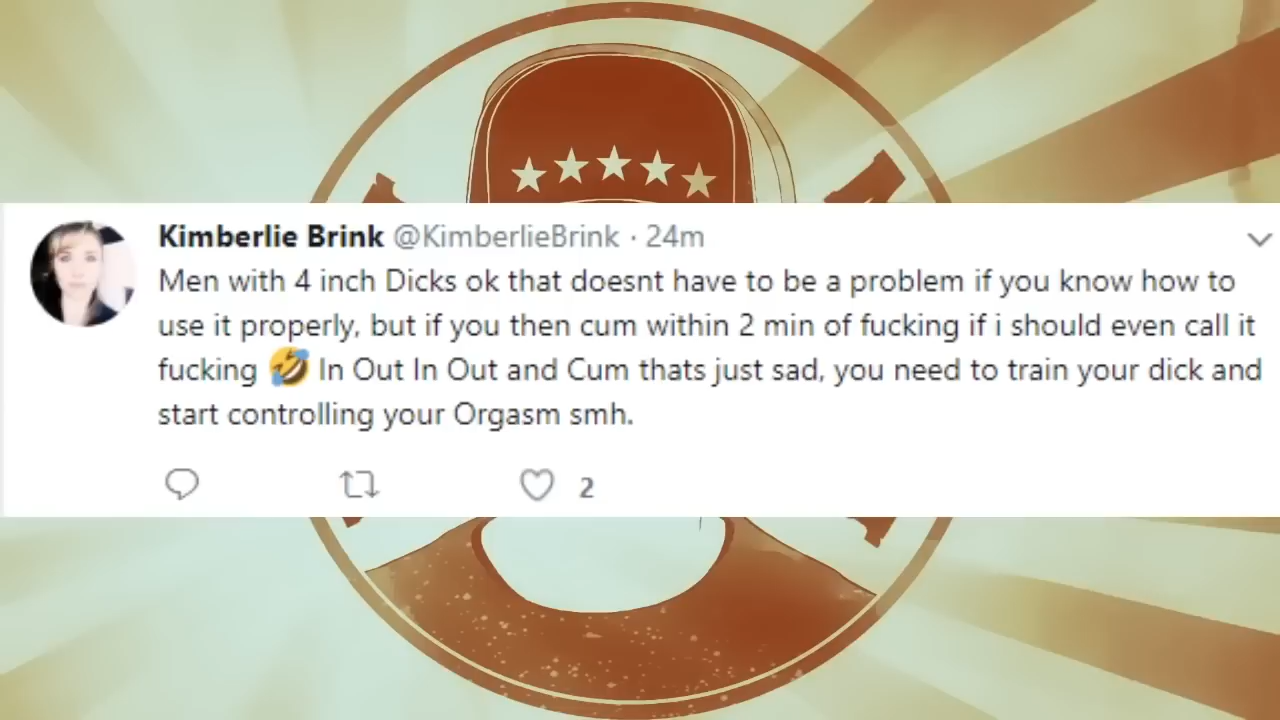 Kimberlie Brink @KimberlieBrink · 24m
Men with 4 inch Dicks ok that doesnt have to be a problem if you know how to
use it properly, but if you then cum within 2 min of fucking if i should even call it
fucking 🤣 In Out In Out and Cum thats just sad, you need to train your dick and
start controlling your Orgasm smh.
2